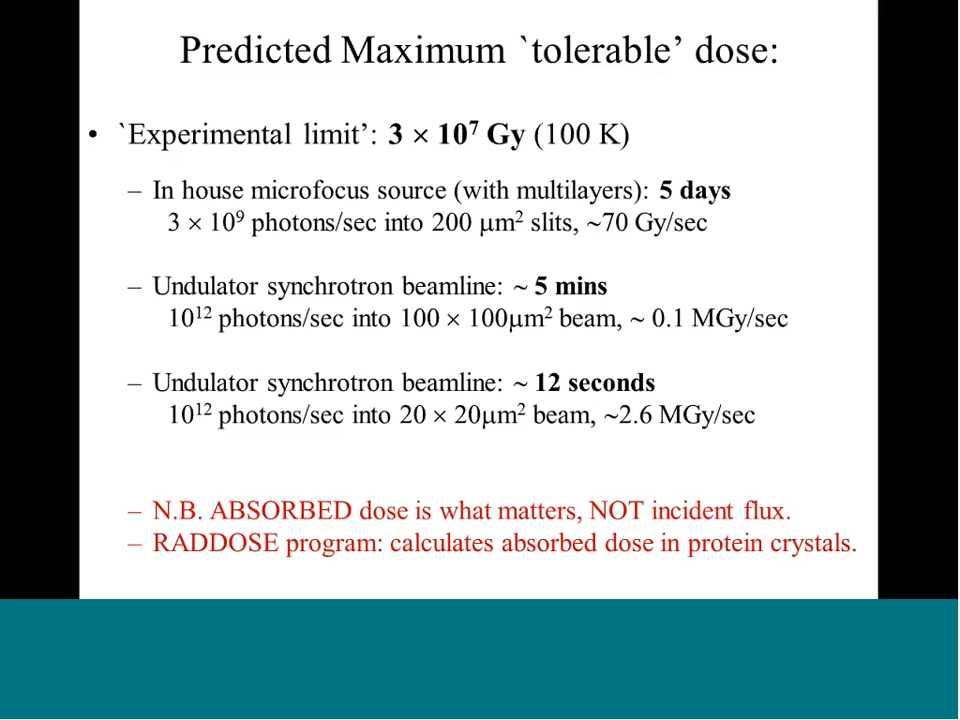 Predicted Maximum `tolerable’ dose:
• `Experimental limit’: 3 × 10⁷ Gy (100 K)
– In house microfocus source (with multilayers): 5 days
3 × 10⁹ photons/sec into 200 μm² slits, ~70 Gy/sec
– Undulator synchrotron beamline: ~ 5 mins
10¹² photons/sec into 100 × 100μm² beam, ~ 0.1 MGy/sec
– Undulator synchrotron beamline: ~ 12 seconds
10¹² photons/sec into 20 × 20μm² beam, ~2.6 MGy/sec
– N.B. ABSORBED dose is what matters, NOT incident flux.
– RADDOSE program: calculates absorbed dose in protein crystals.